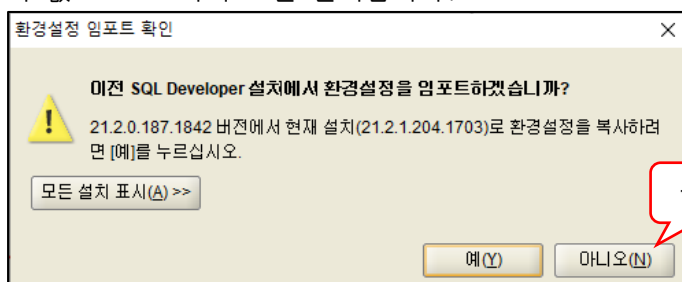 환경설정 임포트 확인
이전 SQL Developer 설치에서 환경설정을 임포트하겠습니까?
21.2.0.187.1842 버전에서 현재 설치(21.2.1.204.1703)로 환경설정을 복사하려
면 [예]를 누르십시오.
모든 설치 표시(A) >>
예(Y)
아니오(N)